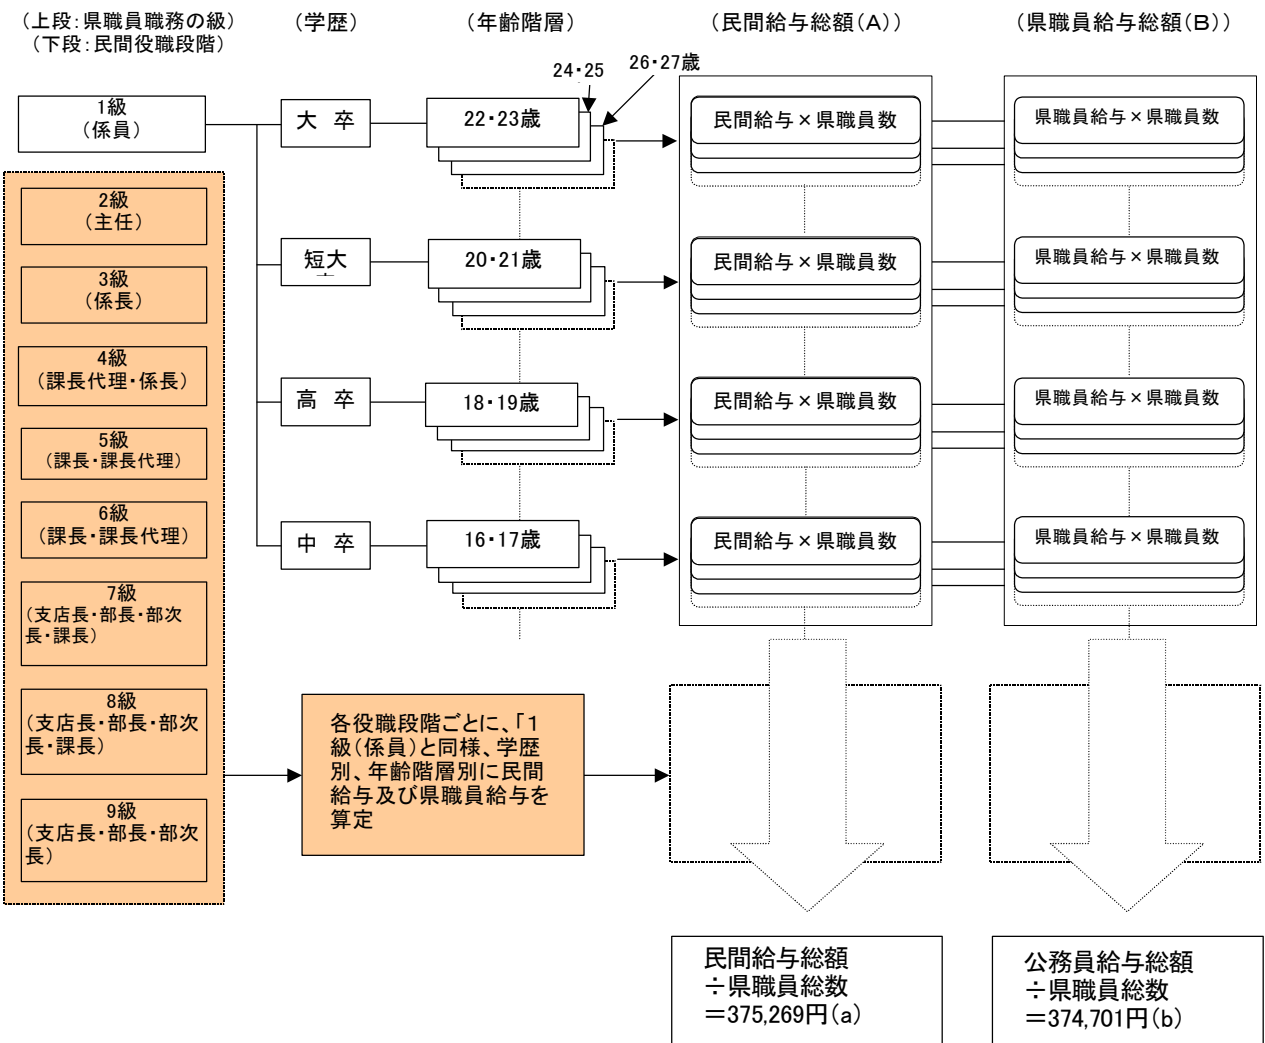 （上段：県職員職務の級）
（下段：民間役職段階）
（学歴）
（年齢階層）
（民間給与総額（A））
（県職員給与総額（B））
24・25
26・27歳
1級
（係員）
大　卒
22・23歳
民間給与×県職員数
県職員給与×県職員数
2級
（主任）
短大
20・21歳
民間給与×県職員数
県職員給与×県職員数
3級
（係長）
4級
（課長代理・係長）
高　卒
18・19歳
民間給与×県職員数
県職員給与×県職員数
5級
（課長・課長代理）
6級
（課長・課長代理）
中　卒
16・17歳
民間給与×県職員数
県職員給与×県職員数
7級
（支店長・部長・部次
長・課長）
8級
（支店長・部長・部次
長・課長）
9級
（支店長・部長・部次
長）
各役職段階ごとに、「1
級（係員）と同様、学歴
別、年齢階層別に民間
給与及び県職員給与を
算定
民間給与総額
÷県職員総数
＝375,269円（a）
公務員給与総額
÷県職員総数
＝374,701円（b）